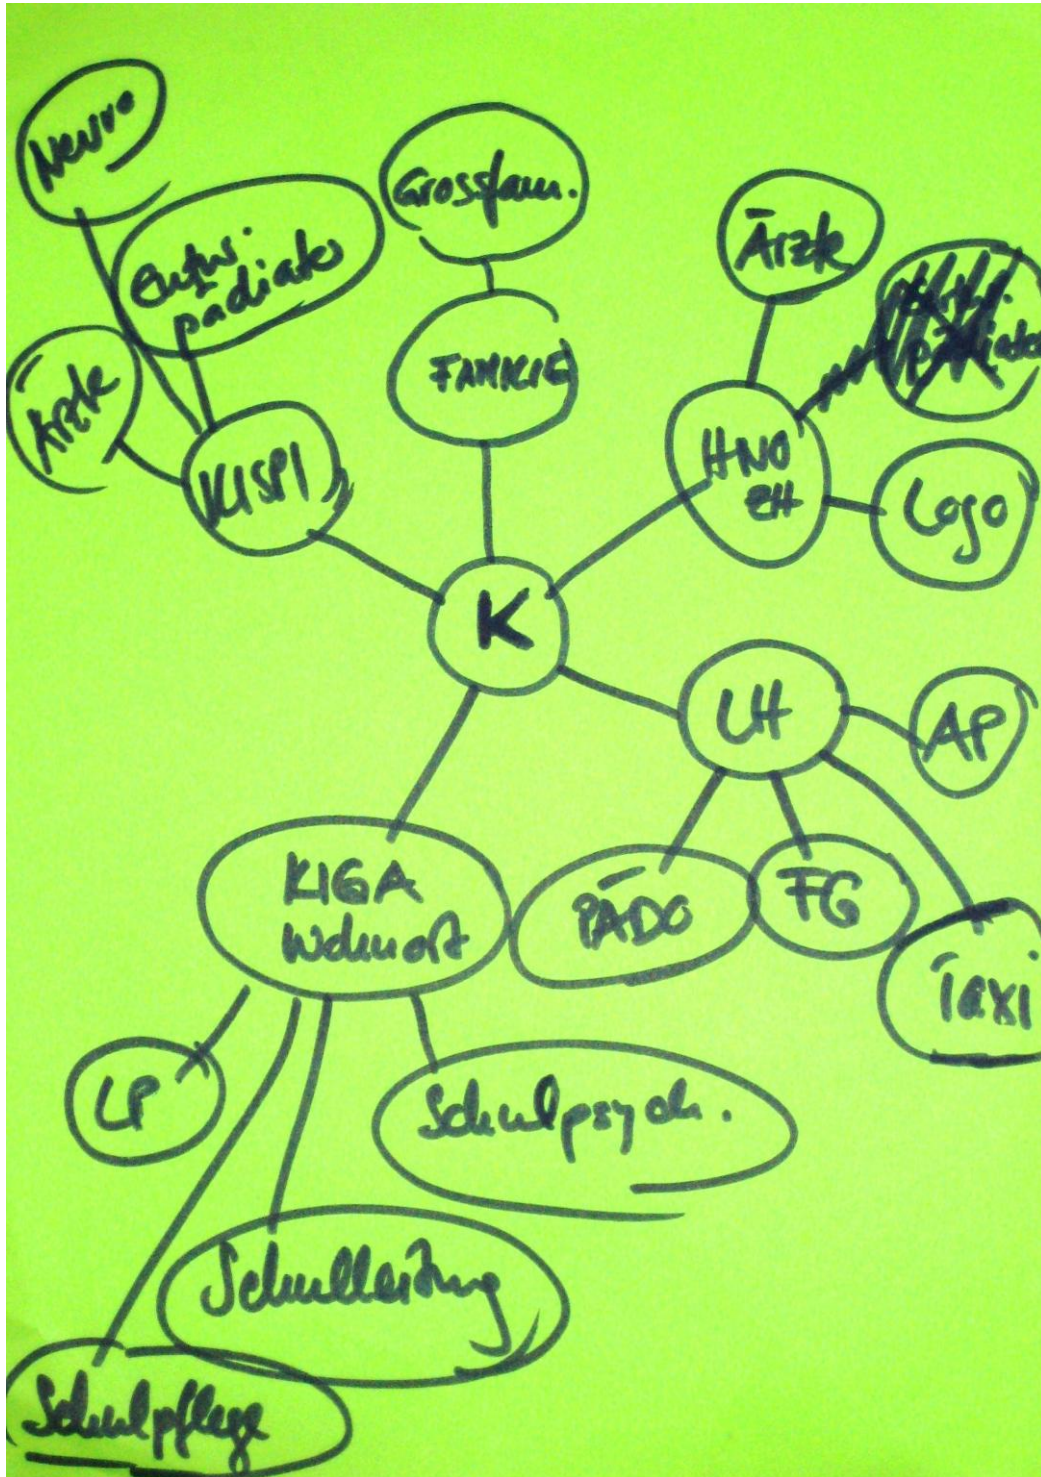 Neuro
Grossfam.
Ärzte
Entw.
pädiater
FAMILIE
Ärzte
KISPI
HNO
ZH
Logo
K
UH
AP
KIGA
Wohnort
PÄDO
FG
Taxi
LP
Schulpsych.
Schulleitung
Schulpflege